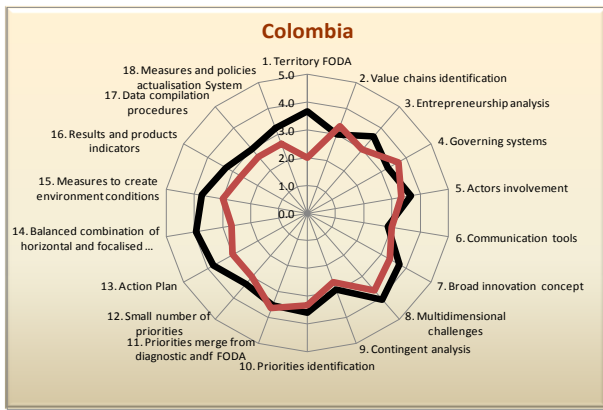 Colombia
1. Territory FODA
2. Value chains identification
3. Entrepreneurship analysis
4. Governing systems
5. Actors involvement
6. Communication tools
7. Broad innovation concept
8. Multidimensional
challenges
9. Contingent analysis
10. Priorities identification
11. Priorities merge from
diagnostic andf FODA
12. Small number of
priorities
13. Action Plan
14. Balanced combination of
horizontal and focalised ...
15. Measures to create
environment conditions
16. Results and products
indicators
17. Data compilation
procedures
18. Measures and policies
actualisation System
5.0
4.0
3.0
2.0
1.0
0.0